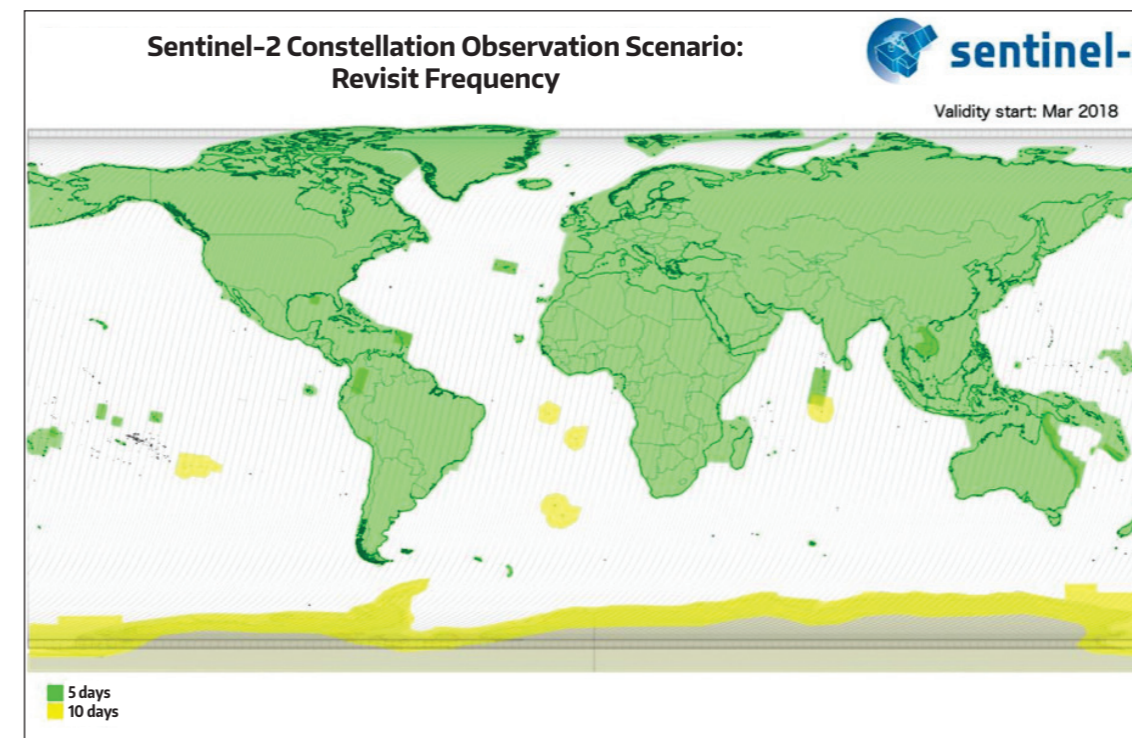 Sentinel-2 Constellation Observation Scenario:
Revisit Frequency
sentinel-
Validity start: Mar 2018
5 days
10 days